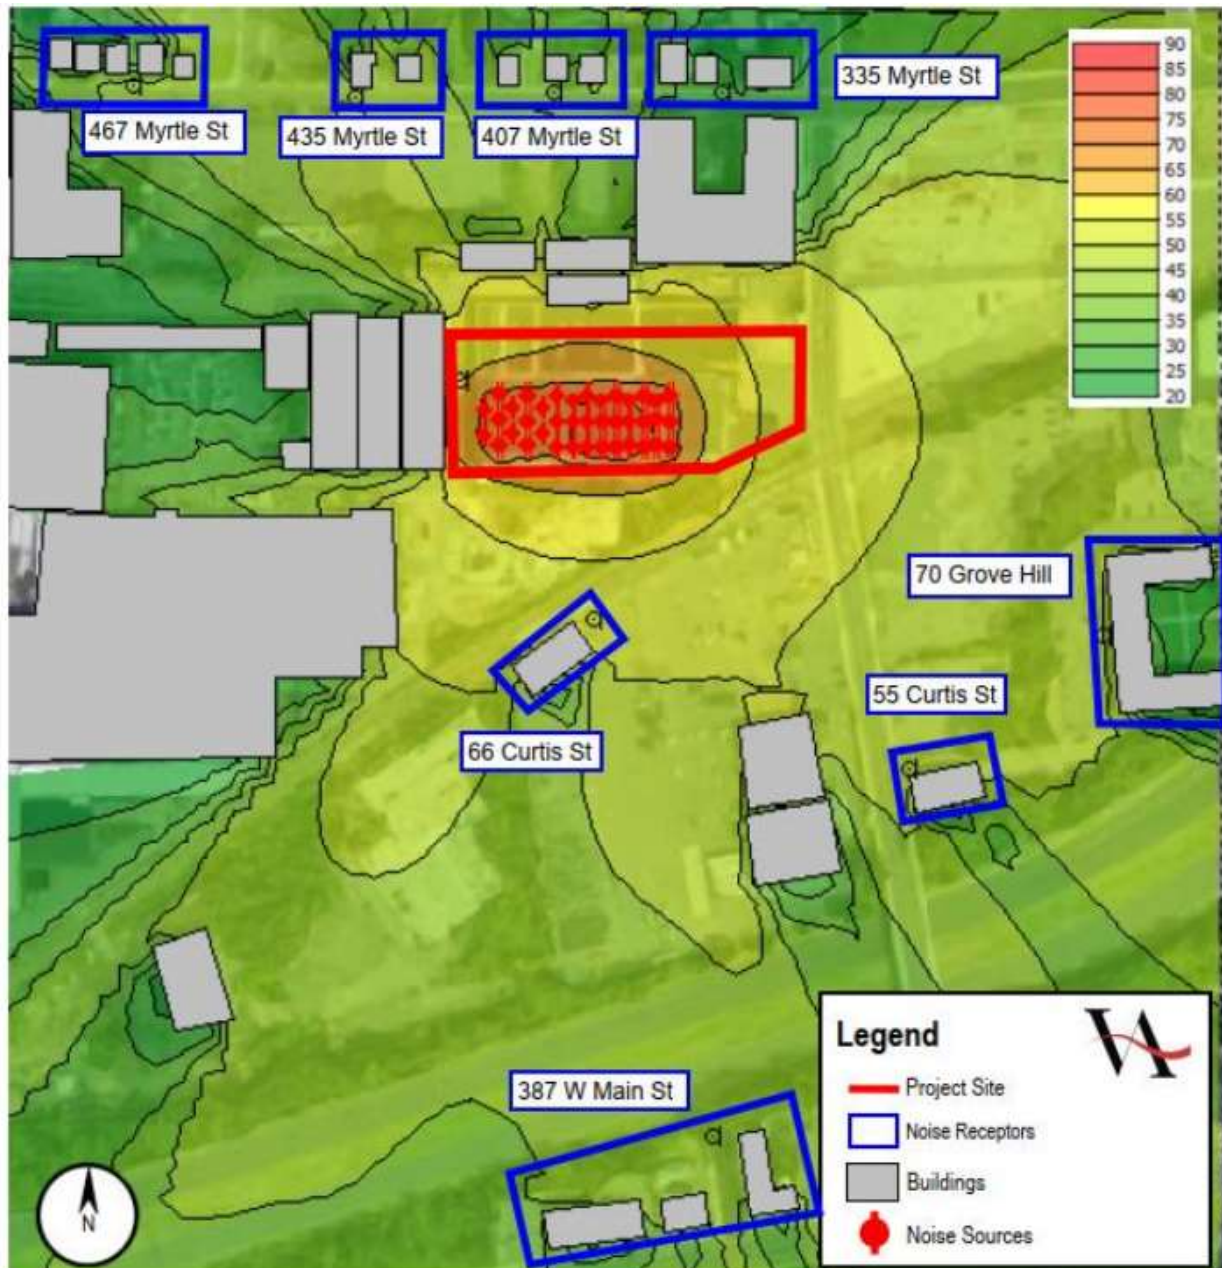 467 Myrtle St
435 Myrtle St
407 Myrtle St
335 Myrtle St
90
85
80
75
70
65
60
55
50
45
40
35
30
25
20
70 Grove Hill
55 Curtis St
66 Curtis St
387 W Main St
N
Legend
VA
Project Site
Noise Receptors
Buildings
Noise Sources